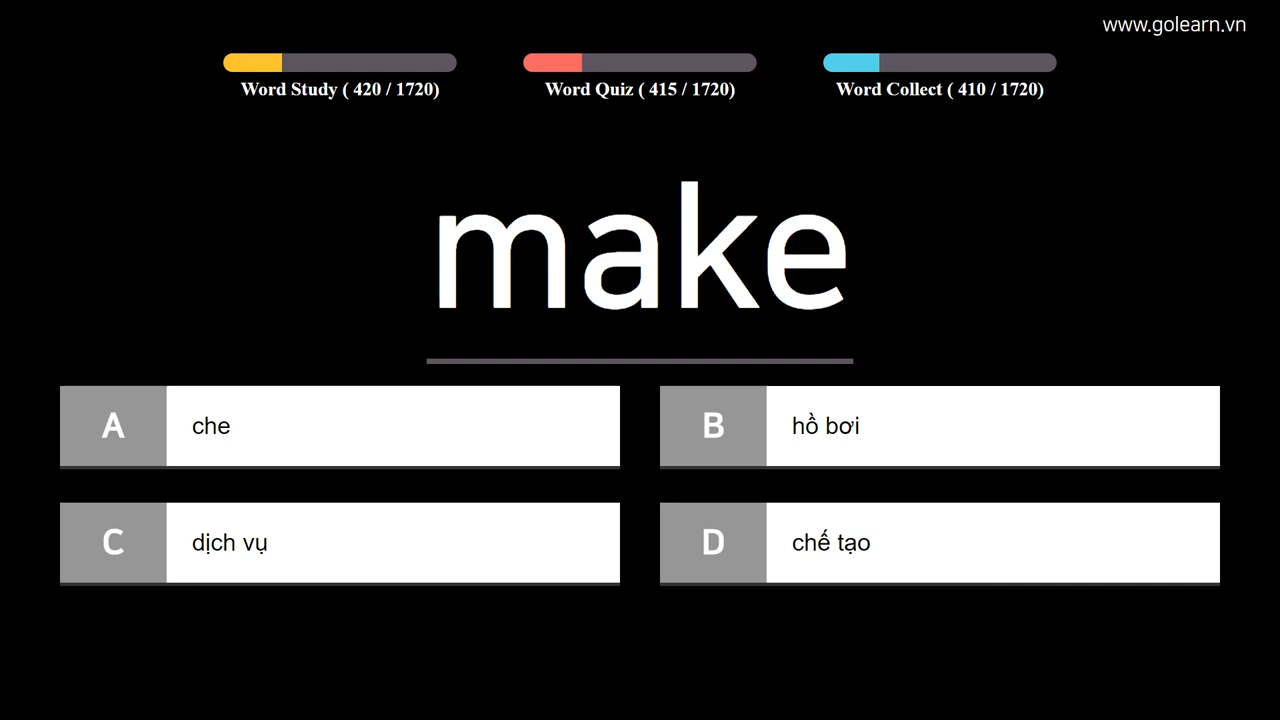 www.golearn.vn
Word Study ( 420 / 1720)
Word Quiz ( 415 / 1720)
Word Collect ( 410 / 1720)
make
A che
B hồ bơi
C dịch vụ
D chế tạo